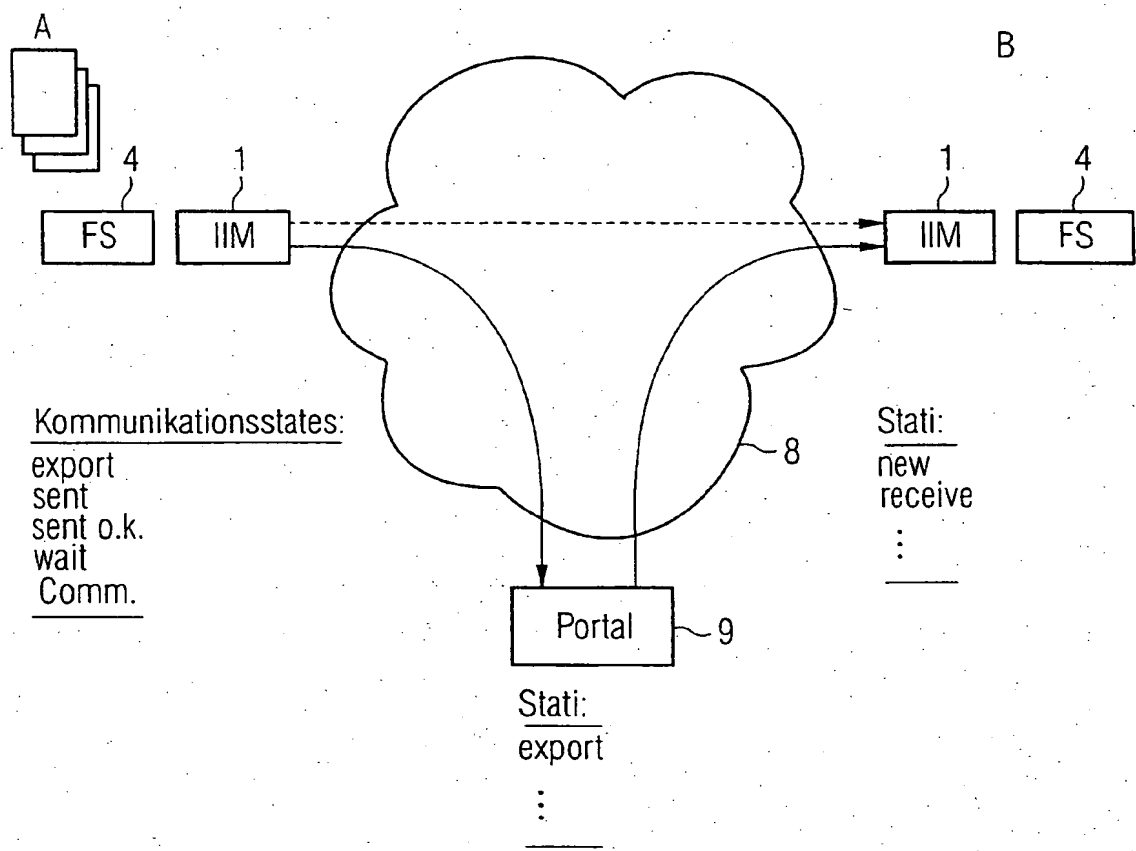 A
B
4
1
1
4
FS
IIM
IIM
FS
Kommunikationsstates:
export
sent
sent o.k.
wait
Comm.
8
Stati:
new
receive
Portal
9
Stati:
export